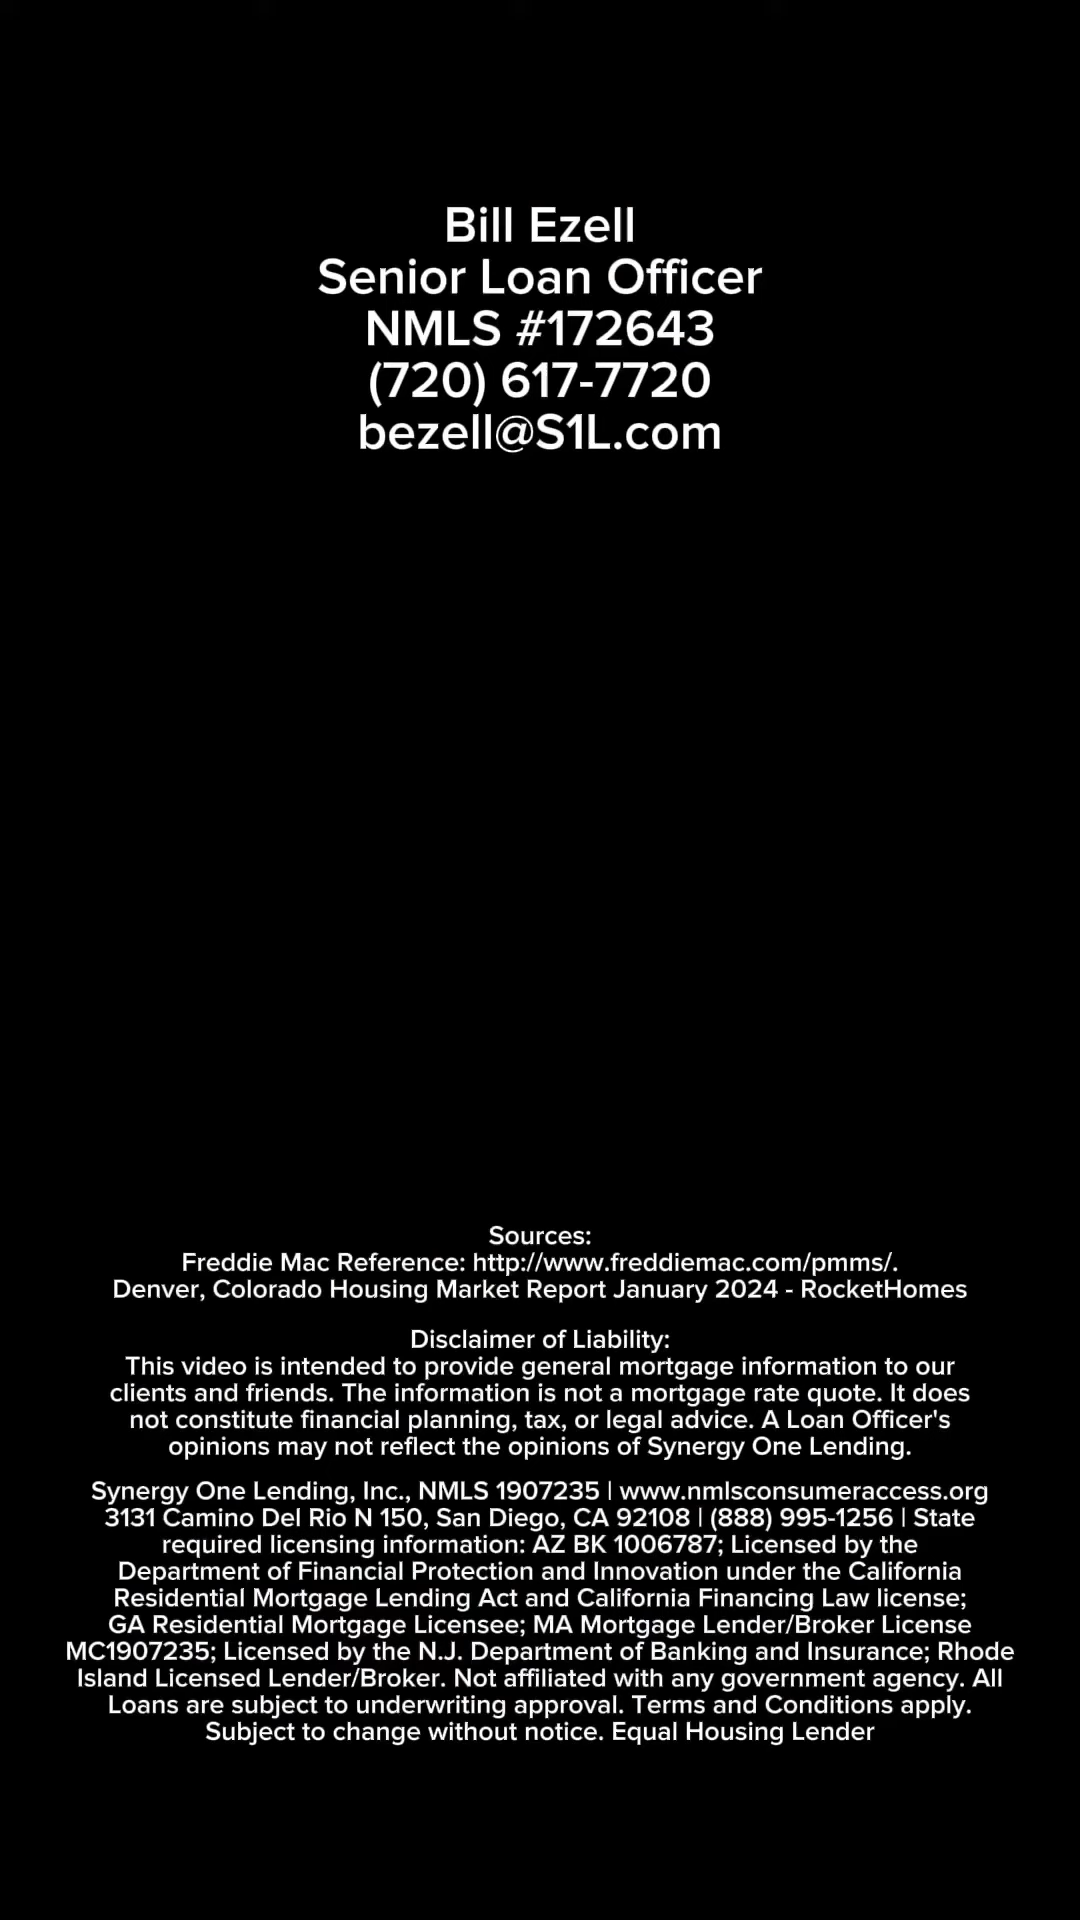 Bill Ezell
Senior Loan Officer
NMLS #172643
(720) 617-7720
bezell@S1L.com
Sources:
Freddie Mac Reference: http://www.freddiemac.com/pmms/.
Denver, Colorado Housing Market Report January 2024 - RocketHomes
Disclaimer of Liability:
This video is intended to provide general mortgage information to our
clients and friends. The information is not a mortgage rate quote. It does
not constitute financial planning, tax, or legal advice. A Loan Officer's
opinions may not reflect the opinions of Synergy One Lending.
Synergy One Lending, Inc., NMLS 1907235 | www.nmlsconsumeraccess.org
3131 Camino Del Rio N 150, San Diego, CA 92108 | (888) 995-1256 | State
required licensing information: AZ BK 1006787; Licensed by the
Department of Financial Protection and Innovation under the California
Residential Mortgage Lending Act and California Financing Law license;
GA Residential Mortgage Licensee; MA Mortgage Lender/Broker License
MC1907235; Licensed by the N.J. Department of Banking and Insurance; Rhode
Island Licensed Lender/Broker. Not affiliated with any government agency. All
Loans are subject to underwriting approval. Terms and Conditions apply.
Subject to change without notice. Equal Housing Lender